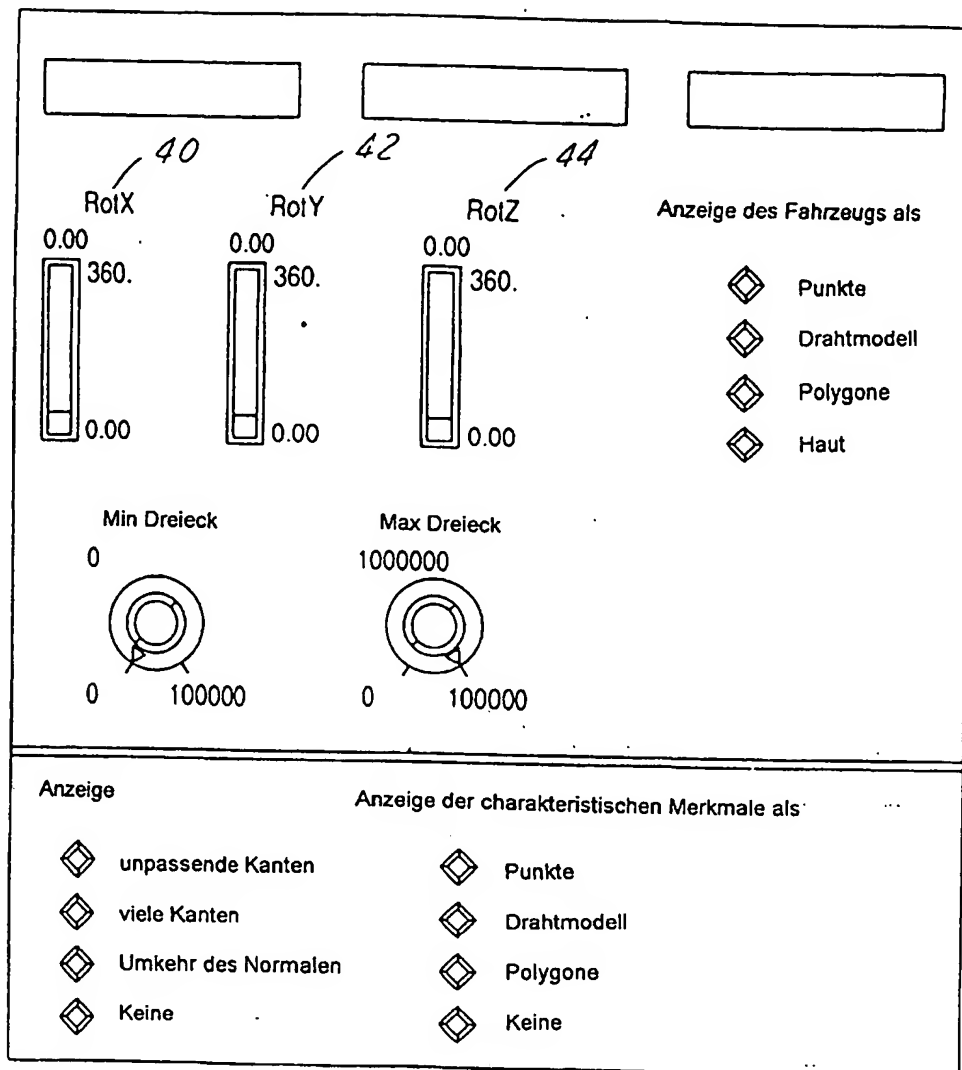 40 42 44
RotX RotY RotZ Anzeige des Fahrzeugs als
0.00 0.00 0.00
360. 360. 360.
Punkte
Drahtmodell
Polygone
0.00 0.00 0.00
Haut
Min Dreieck Max Dreieck
0 1000000
0 100000 0 100000
Anzeige Anzeige der charakteristischen Merkmale als
unpassende Kanten Punkte
viele Kanten Drahtmodell
Umkehr des Normalen Polygone
Keine Keine